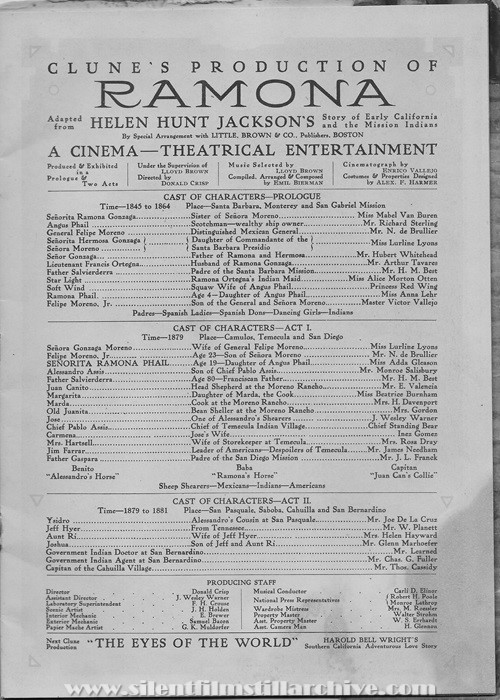 CLUNE'S PRODUCTION OF
RAMONA
Adapted from HELEN HUNT JACKSON'S Story of Early California and the Mission Indians
By Special Arrangement with LITTLE, BROWN & CO., Publishers, BOSTON
A CINEMA—THEATRICAL ENTERTAINMENT
Produced & Exhibited in a Prologue & Two Acts
Under the Supervision of LLOYD BROWN Directed by DONALD CRISP
Music Selected by LLOYD BROWN Compiled, Arranged & Composed by EMIL BIERMAN
Cinematograph by ENRICO VALLEJO Costumes & Properties Designed by ALEX. F. HARMER
CAST OF CHARACTERS—PROLOGUE
Time—1845 to 1864 Place—Santa Barbara, Monterey and San Gabriel Mission
Señorita Ramona Gonzaga Sister of Señora Moreno Miss Mabel Van Buren
Angus Phail Scotchman—wealthy ship owner Mr. Richard Sterling
General Felipe Moreno Distinguished Mexican General Mr. N. de Brullier
Señorita Hermosa Gonsaga } { Daughter of Commandante of the }
Señora Moreno } { Santa Barbara Presidio } Miss Lurline Lyons
Señor Gonsaga Father of Ramona and Hermosa Mr. Hubert Whitehead
Lieutenant Francis Ortegna Husband of Ramona Gonsaga Mr. Arthur Tavares
Father Salvierderra Padre of the Santa Barbara Mission Mr. H. M. Best
Star Light Ramona Ortegna's Indian Maid Miss Alice Morton Otten
Soft Wind Squaw Wife of Angus Phail Princess Red Wing
Ramona Phail Age 4—Daughter of Angus Phail Miss Anna Lehr
Felipe Moreno, Jr. Son of the General and Señora Moreno Master Victor Vallejo
Padres—Spanish Ladies—Spanish Dons—Dancing Girls—Indians
CAST OF CHARACTERS—ACT I.
Time—1879 Place—Camulos, Temecula and San Diego
Señora Gonzaga Moreno Wife of General Felipe Moreno Miss Lurline Lyons
Felipe Moreno, Jr. Age 23—Son of Señora Moreno Mr. N. de Brullier
SEÑORITA RAMONA PHAIL Age 19—Daughter of Angus Phail Miss Adda Gleason
Alessandro Assis Son of Chief Pablo Assis Mr. Monroe Salisbury
Father Salvierderra Age 80—Franciscan Father Mr. H. M. Best
Juan Canito Head Shepherd at the Moreno Rancho Mr. E. Valencia
Margarita Daughter of Marda, the Cook Miss Beatrice Burnham
Marda Cook at the Moreno Rancho Mrs. H. Davenport
Old Juanita Bean Sheller at the Moreno Rancho Mrs. Gordon
Jose One of Alessandro's Shearers J. Wesley Warner
Chief Pablo Assis Chief of Temecula Indian Village Chief Standing Bear
Carmena Jose's Wife Inez Gomez
Mrs. Hartsell Wife of Storekeeper at Temecula Mrs. Rosa Dray
Jim Farrar Leader of Americans—Despoilers of Temecula Mr. James Needham
Father Gaspara Padre of the San Diego Mission Mr. J. L. Franck
Benito Baba Capitan
"Alessandro's Horse" "Ramona's Horse" "Juan Can's Collie"
Sheep Shearers—Mexicans—Indians—Americans
CAST OF CHARACTERS—ACT II.
Time—1879 to 1881 Place—San Pasquale, Saboba, Cahuilla and San Bernardino
Ysidro Alessandro's Cousin at San Pasquale Mr. Joe De La Cruz
Jeff Hyer From Tennessee Mr. W. Planett
Aunt Ri Wife of Jeff Hyer Mrs. Helen Hayward
Joshua Son of Jeff and Aunt Ri Mr. Glenn Marhoefer
Government Indian Doctor at San Bernardino Mr. Learned
Government Indian Agent at San Bernardino Mr. Chas. G. Fuller
Capitan of the Cahuilla Village Mr. Thos. Cassidy
PRODUCING STAFF
Director Donald Crisp
Assistant Director J. Wesley Warner
Laboratory Superintendent F. H. Crouse
Scenic Artist J. H. Holden
Interior Mechanic E. Brewer
Exterior Mechanic Samuel Bacon
Papier Mache Artist G. K. Muldorfer
Musical Conductor Carli D. Elinor
National Press Representatives { Robert H. Poole
{ Monroe Lathrop
Wardrobe Mistress Mrs. M. Rossler
Property Master Walter Strohm
Asst. Property Master W. S. Erehardt
Asst. Camera Man H. Glenann
Next Clune Production "THE EYES OF THE WORLD" HAROLD BELL WRIGHT'S Southern California Adventurous Love Story
www.silentfilmstillarchive.com